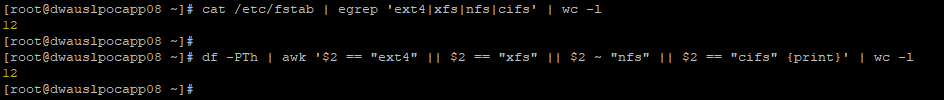 [root@dwauslpocapp08 ~]# cat /etc/fstab | egrep 'ext4|xfs|nfs|cifs' | wc -l
12
[root@dwauslpocapp08 ~]#
[root@dwauslpocapp08 ~]# df -PTh | awk '$2 == "ext4" || $2 == "xfs" || $2 ~ "nfs" || $2 == "cifs" {print}' | wc -l
12
[root@dwauslpocapp08 ~]#